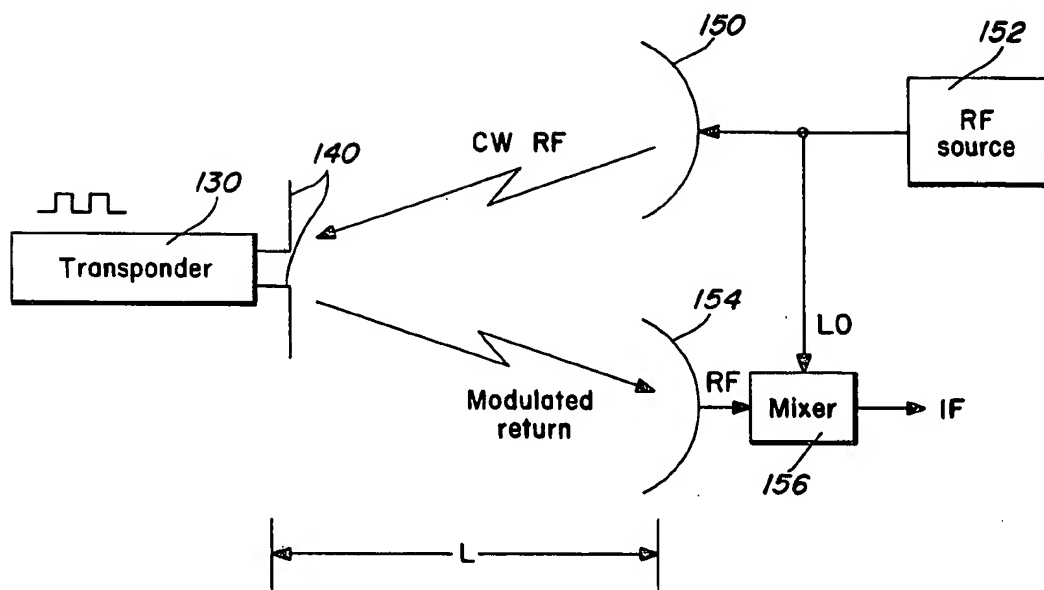 150
152
RF
source
CW RF
140
130
Transponder
154
LO
RF
Mixer
IF
Modulated
return
156
L